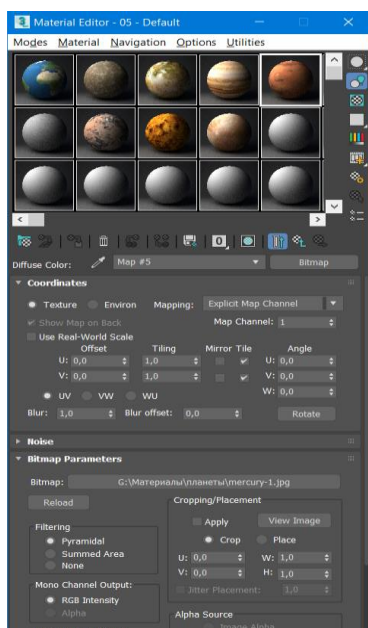 Material Editor - 05 - Default
Modes Material Navigation Options Utilities
0
Diffuse Color: Map #5 Bitmap
Coordinates
Texture Environ Mapping: Explicit Map Channel
Show Map on Back Map Channel: 1
Use Real-World Scale
Offset Tiling Mirror Tile Angle
U: 0,0 1,0 U: 0,0
V: 0,0 1,0 V: 0,0
UV VW WU W: 0,0
Blur: 1,0 Blur offset: 0,0 Rotate
Noise
Bitmap Parameters
Bitmap: G:\Материалы\планеты\mercury-1.jpg
Reload Cropping/Placement
Apply View Image
Filtering
Pyramidal Crop Place
Summed Area U: 0,0 W: 1,0
None V: 0,0 H: 1,0
Mono Channel Output: Jitter Placement: 1,0
RGB Intensity
Alpha Alpha Source
Image Alpha